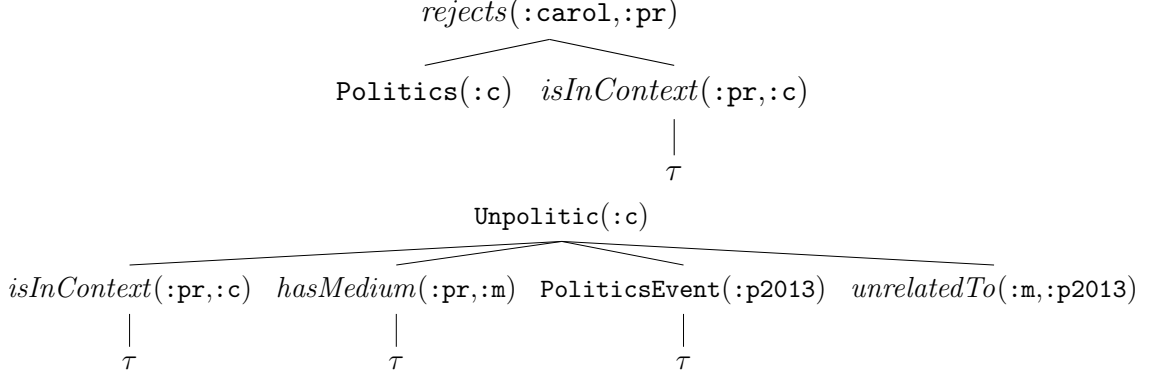 rejects(:carol,:pr)
Politics(:c) isInContext(:pr,:c)
τ
Unpolitic(:c)
isInContext(:pr,:c) hasMedium(:pr,:m) PoliticsEvent(:p2013) unrelatedTo(:m,:p2013)
τ τ τ